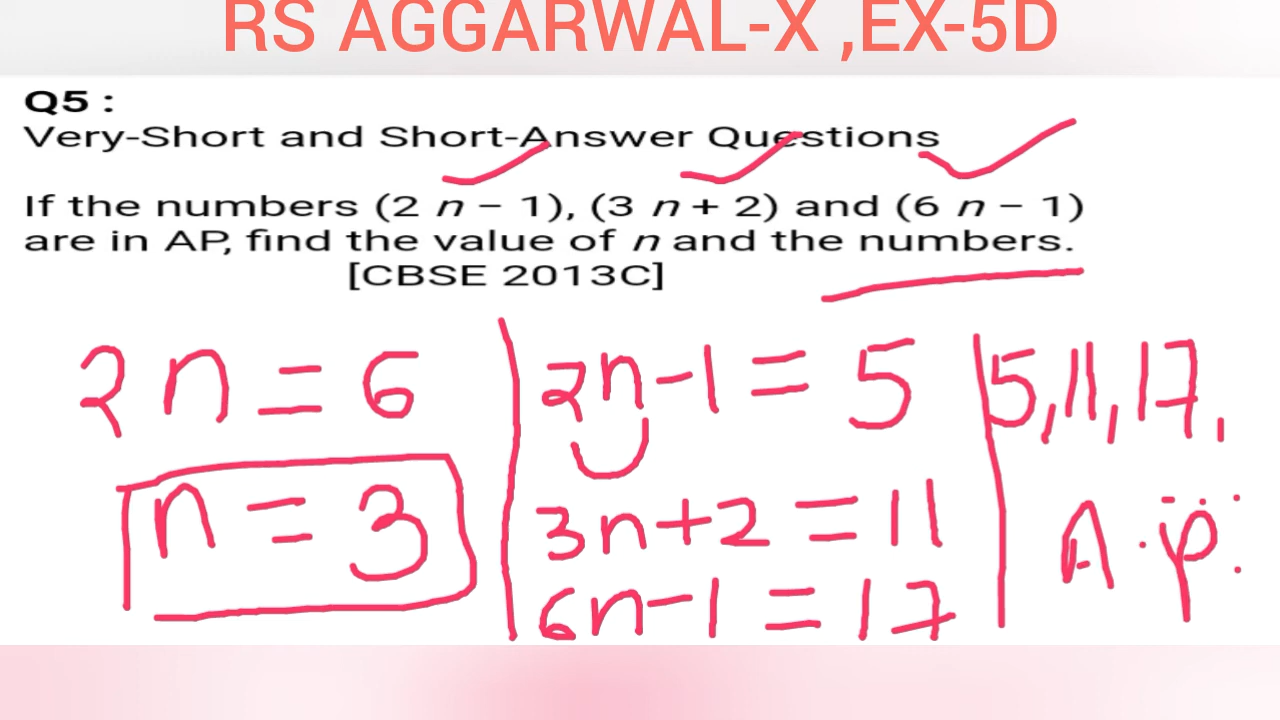 RS AGGARWAL-X ,EX-5D
Q5 :
Very-Short and Short-Answer Questions
If the numbers (2 n − 1), (3 n + 2) and (6 n − 1)
are in AP, find the value of n and the numbers.
[CBSE 2013C]
2n = 6
n = 3
2n-1 = 5
3n+2 = 11
6n-1 = 17
5,11,17,
A.P.